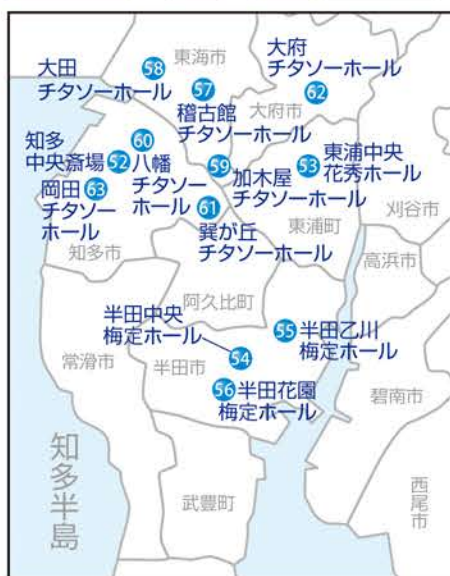 大田
チタソーホール
58
東海市
57
稽古館
チタソーホール
大府
チタソーホール
62
大府市
知多
中央斎場
52
60
八幡
チタソー
ホール
岡田
63
チタソー
ホール
知多市
59
加木屋
チタソーホール
61
巽が丘
チタソーホール
53
東浦中央
花秀ホール
東浦町
刈谷市
高浜市
阿久比町
半田中央
梅定ホール
54
55
半田乙川
梅定ホール
常滑市
半田市
56
半田花園
梅定ホール
碧南市
知多半島
武豊町
西尾市